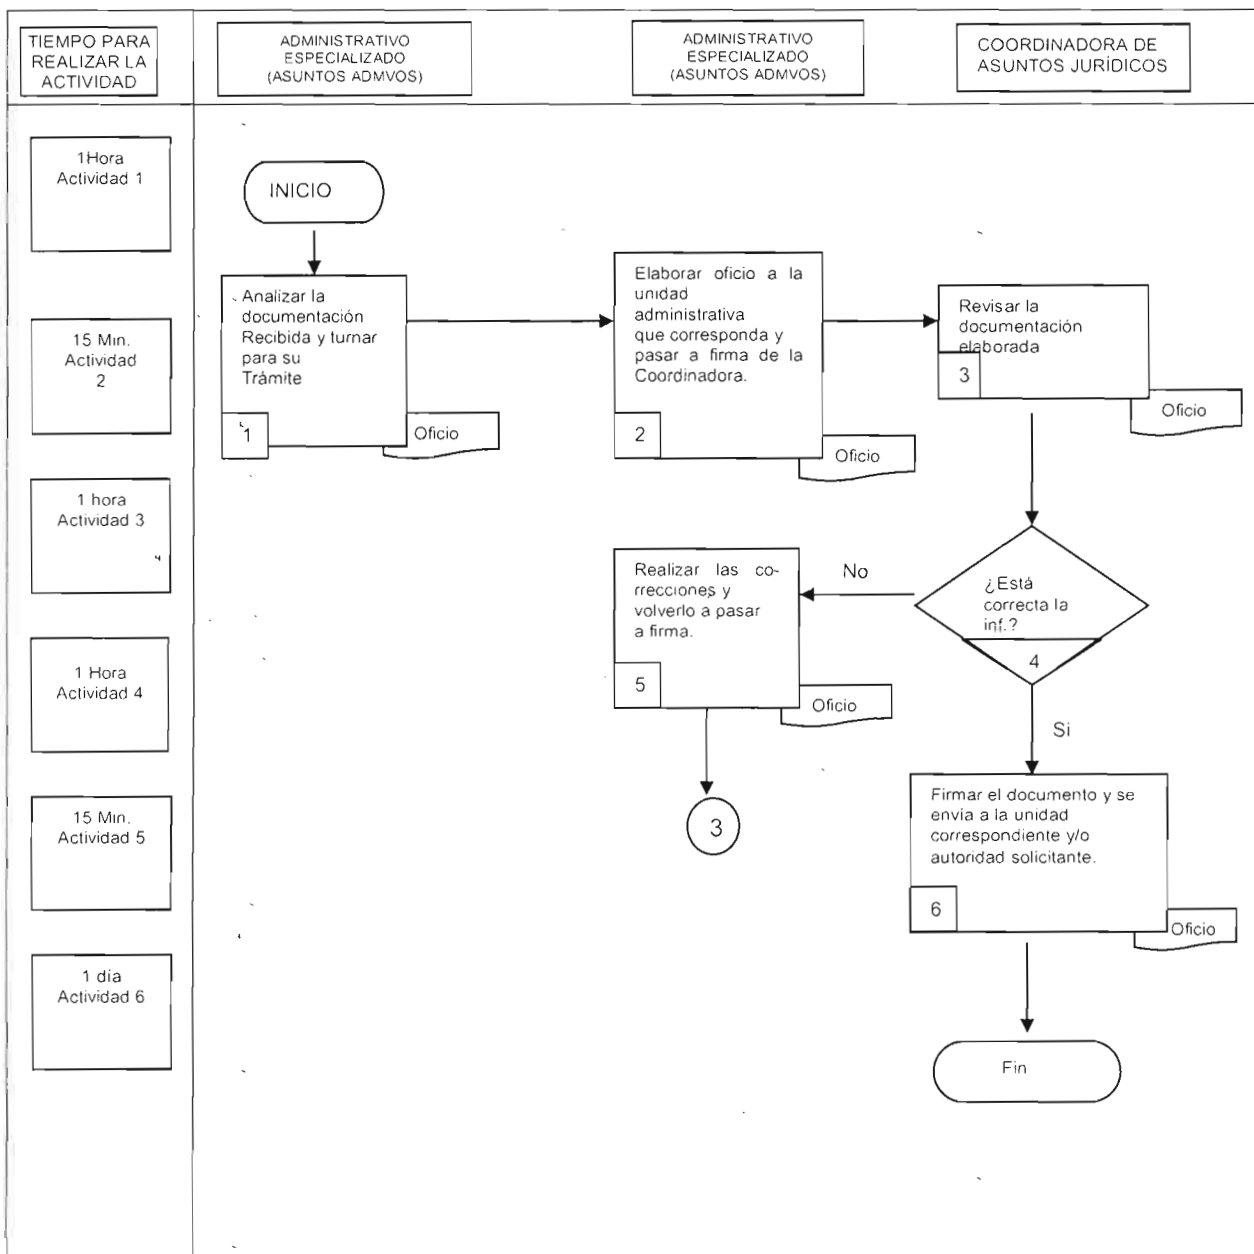 TIEMPO PARA
REALIZAR LA
ACTIVIDAD
ADMINISTRATIVO
ESPECIALIZADO
(ASUNTOS ADMVOS)
ADMINISTRATIVO
ESPECIALIZADO
(ASUNTOS ADMVOS)
COORDINADORA DE
ASUNTOS JURÍDICOS
1Hora
Actividad 1
15 Min.
Actividad
2
1 hora
Actividad 3
1 Hora
Actividad 4
15 Min.
Actividad 5
1 día
Actividad 6
INICIO
Analizar la
documentación
Recibida y turnar
para su
Trámite
1
Oficio
Elaborar oficio a la
unidad
administrativa
que corresponda y
pasar a firma de la
Coordinadora.
2
Oficio
Revisar la
documentación
elaborada
3
Oficio
¿Está
correcta la
inf.?
4
No
Si
Realizar las co-
rrecciones y
volverlo a pasar
a firma.
5
Oficio
3
Firmar el documento y se
envía a la unidad
correspondiente y/o
autoridad solicitante.
6
Oficio
Fin